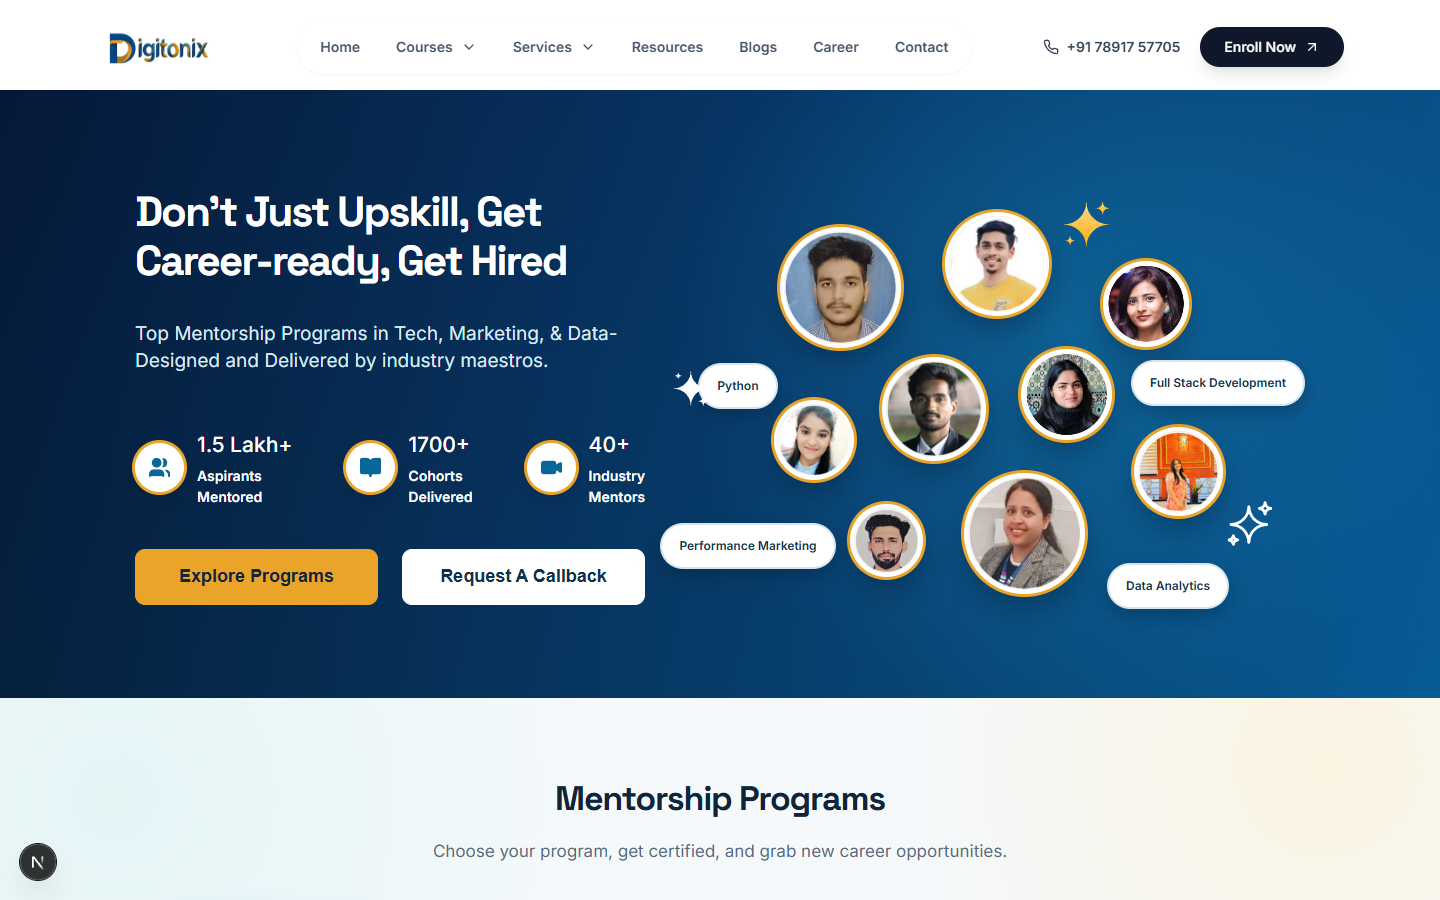 Digitonix
Home
Courses
Services
Resources
Blogs
Career
Contact
+91 78917 57705
Enroll Now
Don't Just Upskill, Get
Career-ready, Get Hired
Top Mentorship Programs in Tech, Marketing, & Data-
Designed and Delivered by industry maestros.
1.5 Lakh+
Aspirants
Mentored
1700+
Cohorts
Delivered
40+
Industry
Mentors
Explore Programs
Request A Callback
Python
Full Stack Development
Performance Marketing
Data Analytics
Mentorship Programs
Choose your program, get certified, and grab new career opportunities.
N